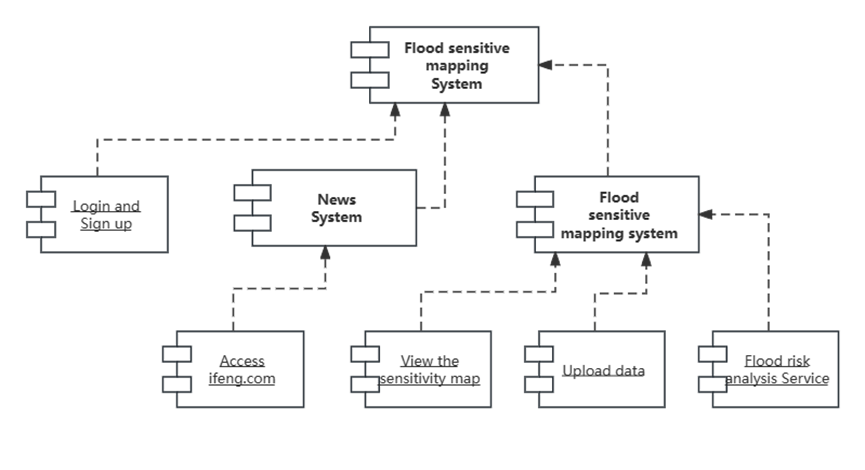 Flood sensitive
mapping
System
Login and
Sign up
News
System
Flood
sensitive
mapping system
Access
ifeng.com
View the
sensitivity map
Upload data
Flood risk
analysis Service